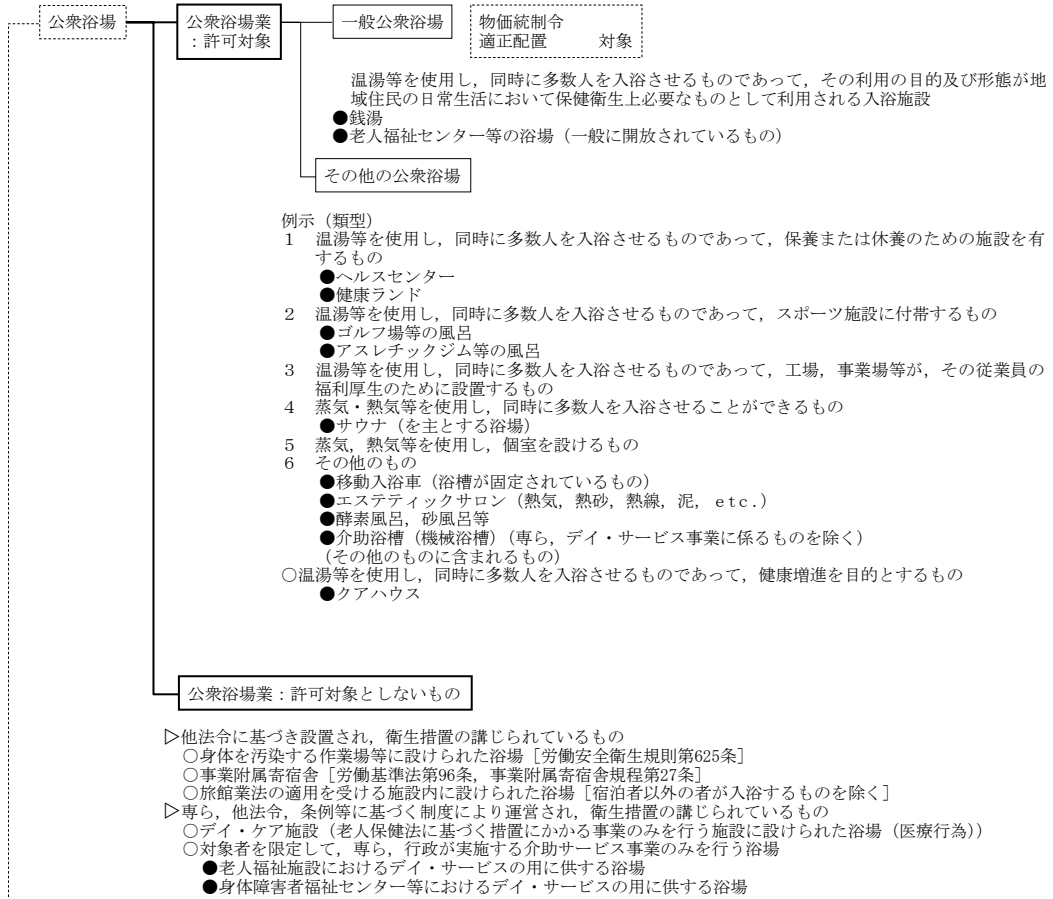 公衆浴場
公衆浴場業
：許可対象
一般公衆浴場
物価統制令
適正配置　　　対象
温湯等を使用し，同時に多数人を入浴させるものであって，その利用の目的及び形態が地
域住民の日常生活において保健衛生上必要なものとして利用される入浴施設
●銭湯
●老人福祉センター等の浴場（一般に開放されているもの）
その他の公衆浴場
例示（類型）
１　温湯等を使用し，同時に多数人を入浴させるものであって，保養または休養のための施設を有
するもの
●ヘルスセンター
●健康ランド
２　温湯等を使用し，同時に多数人を入浴させるものであって，スポーツ施設に付帯するもの
●ゴルフ場等の風呂
●アスレチックジム等の風呂
３　温湯等を使用し，同時に多数人を入浴させるものであって，工場，事業場等が，その従業員の
福利厚生のために設置するもの
４　蒸気・熱気等を使用し，同時に多数人を入浴させることができるもの
●サウナ（を主とする浴場）
５　蒸気，熱気等を使用し，個室を設けるもの
６　その他のもの
●移動入浴車（浴槽が固定されているもの）
●エステティックサロン（熱気，熱砂，熱線，泥，ｅｔｃ．）
●酵素風呂，砂風呂等
●介助浴槽（機械浴槽）（専ら，デイ・サービス事業に係るものを除く）
（その他のものに含まれるもの）
○温湯等を使用し，同時に多数人を入浴させるものであって，健康増進を目的とするもの
●クアハウス
公衆浴場業：許可対象としないもの
▷他法令に基づき設置され，衛生措置の講じられているもの
○身体を汚染する作業場等に設けられた浴場［労働安全衛生規則第625条］
○事業附属寄宿舎［労働基準法第96条，事業附属寄宿舎規程第27条］
○旅館業法の適用を受ける施設内に設けられた浴場［宿泊者以外の者が入浴するものを除く］
▷専ら，他法令，条例等に基づく制度により運営され，衛生措置の講じられているもの
○デイ・ケア施設（老人保健法に基づく措置にかかる事業のみを行う施設に設けられた浴場（医療行為））
○対象者を限定して，専ら，行政が実施する介助サービス事業のみを行う浴場
●老人福祉施設におけるデイ・サービスの用に供する浴場
●身体障害者福祉センター等におけるデイ・サービスの用に供する浴場